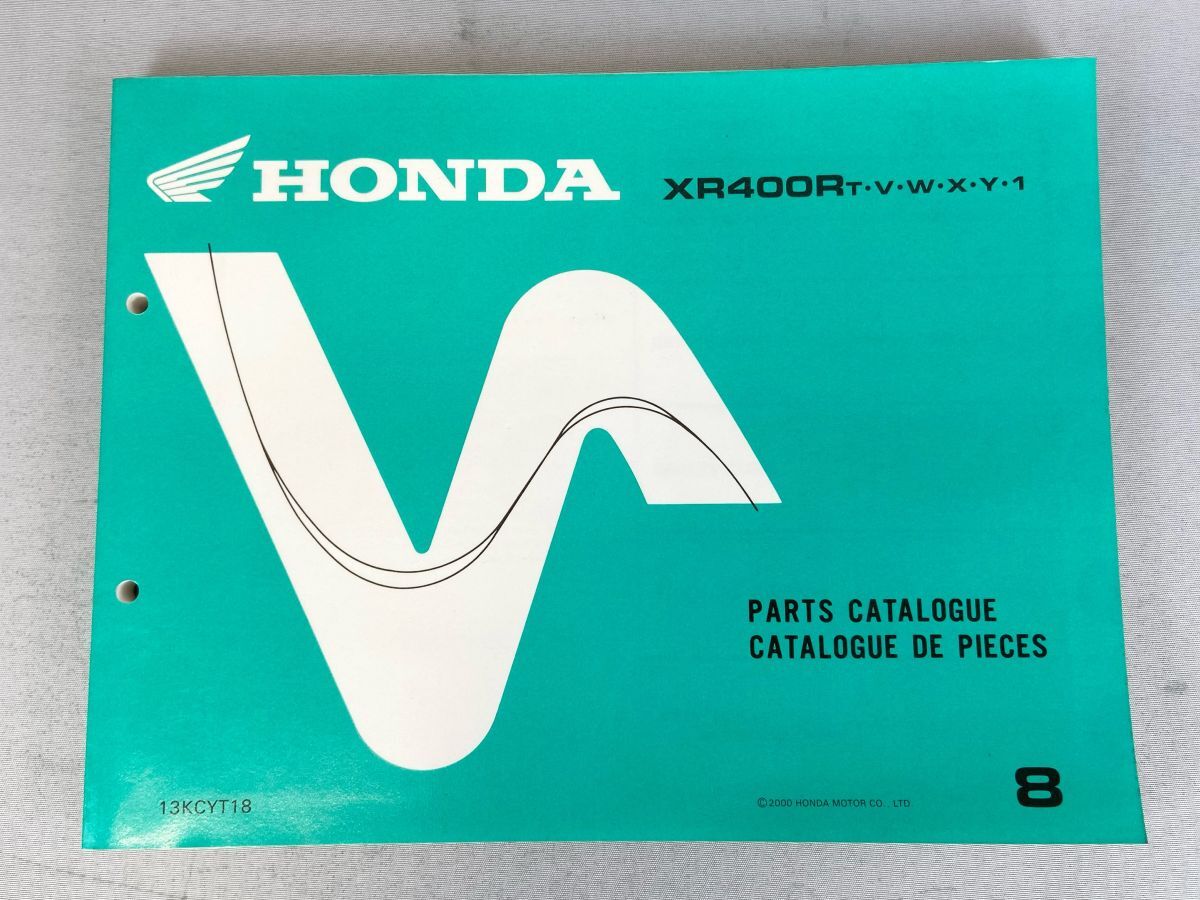 HONDA
XR400RT·V·W·X·Y·1
PARTS CATALOGUE
CATALOGUE DE PIECES
13KCYT18
©2000 HONDA MOTOR CO., LTD.
8